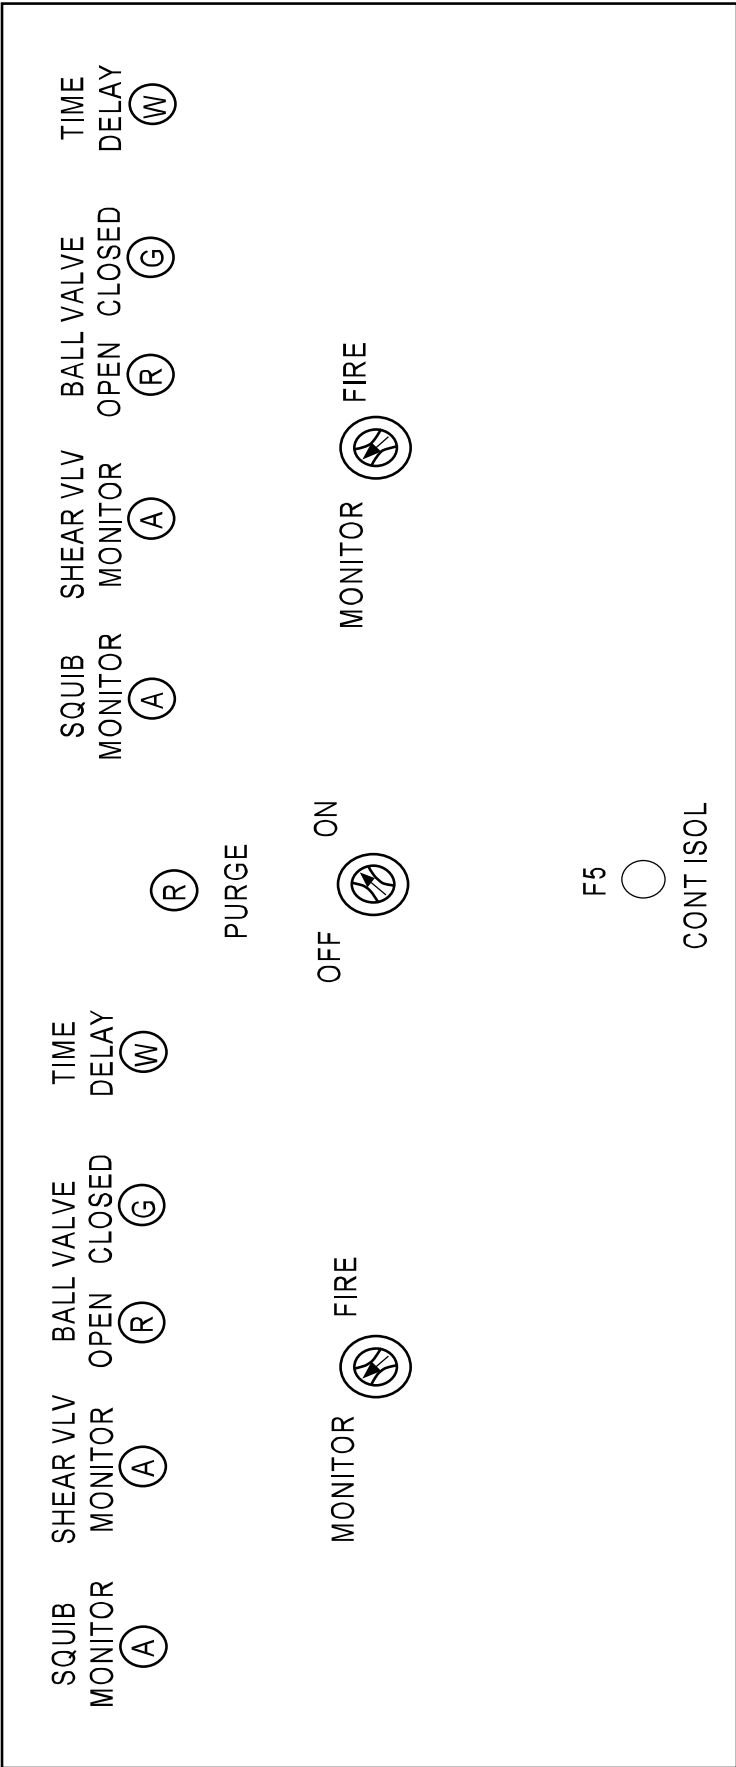 SQUIB
MONITOR
A
SHEAR VLV
MONITOR
A
BALL VALVE
OPEN CLOSED
R G
TIME
DELAY
W
R
PURGE
SQUIB
MONITOR
A
SHEAR VLV
MONITOR
A
BALL VALVE
OPEN CLOSED
R G
TIME
DELAY
W
MONITOR FIRE
OFF ON
MONITOR FIRE
F5
CONT ISOL